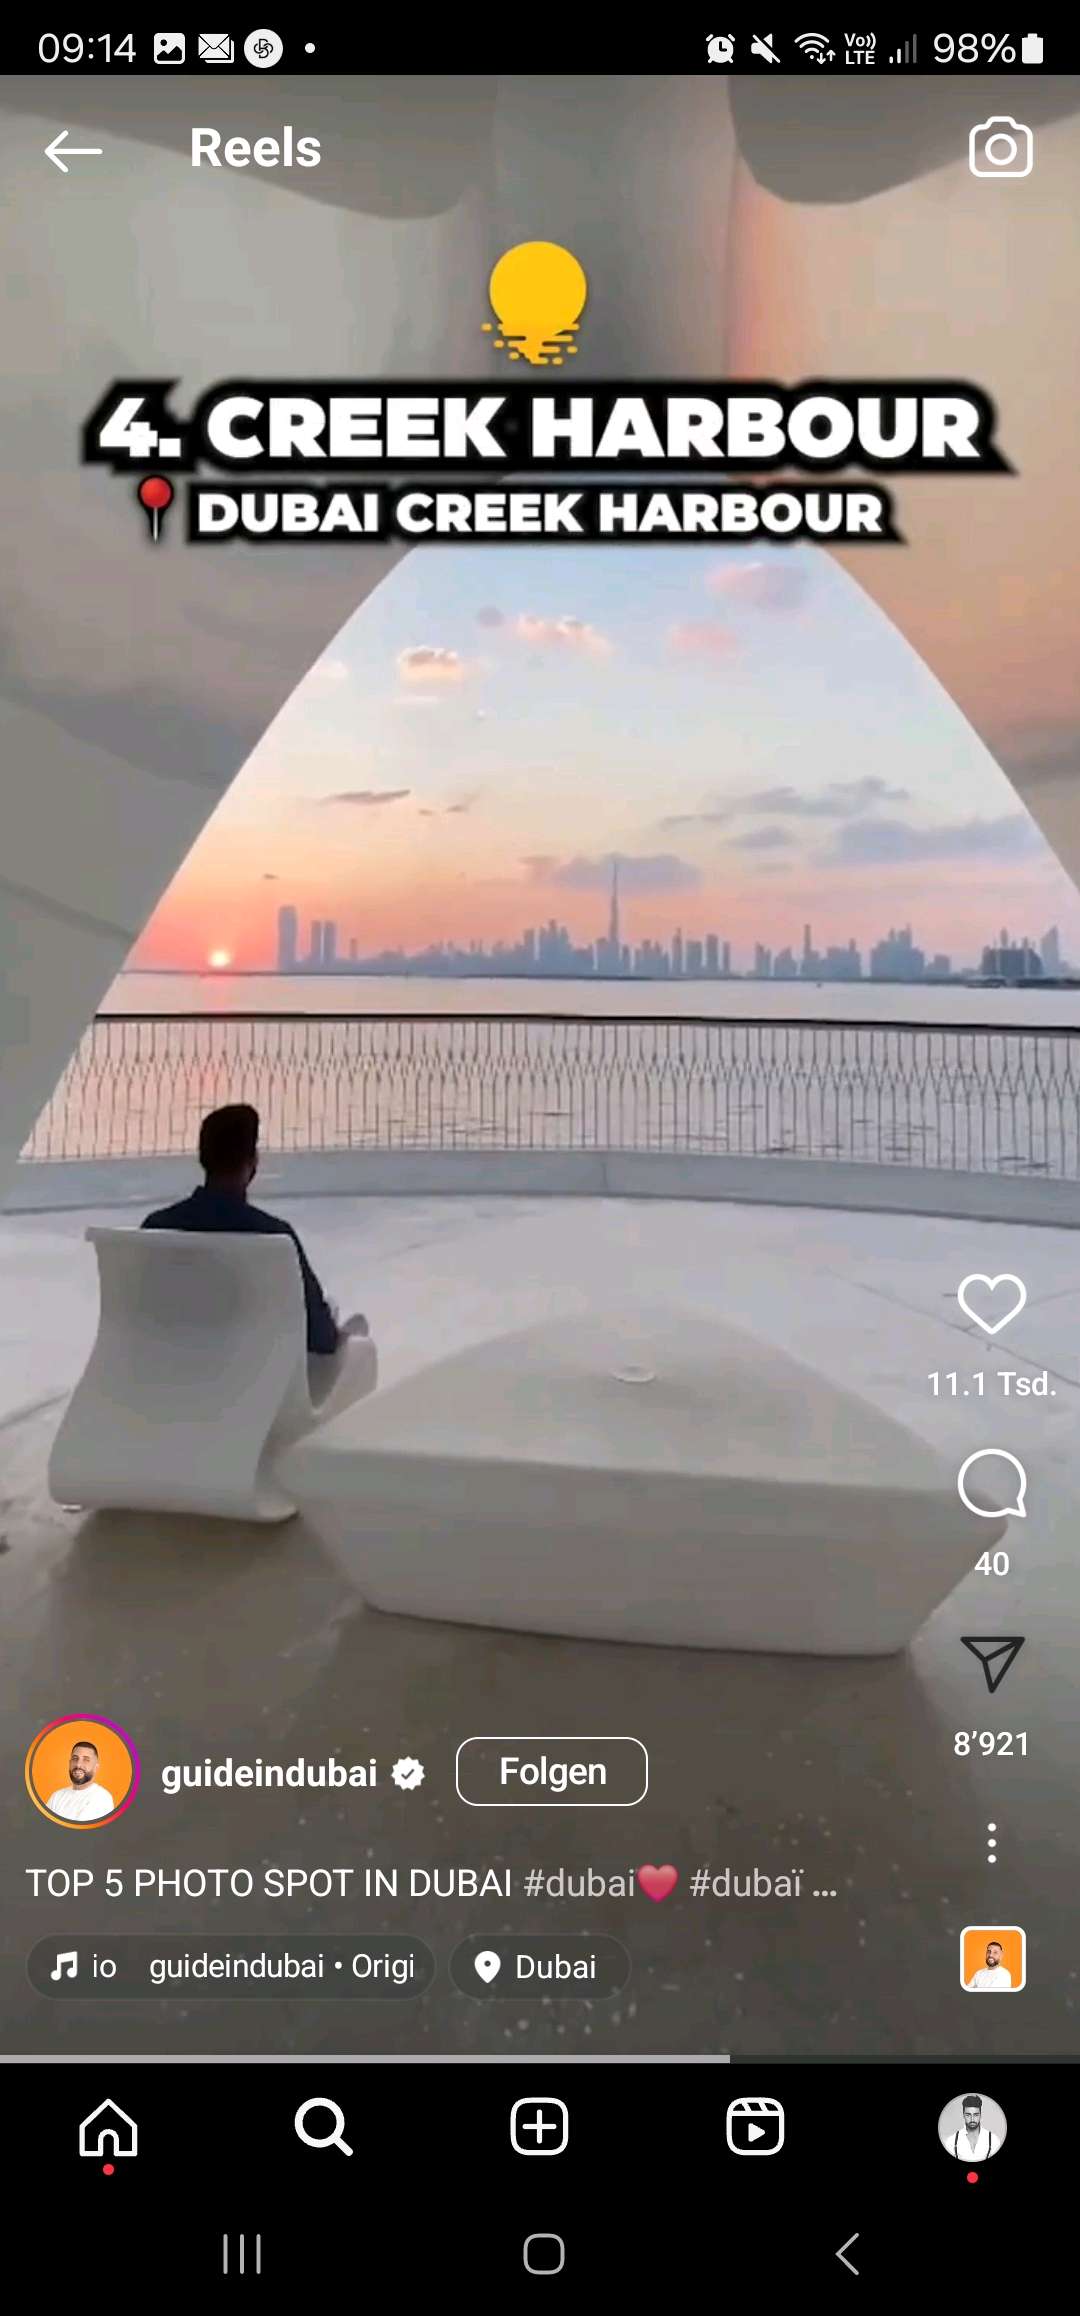 09:14 Vo)) LTE 98%
Reels
4. CREEK HARBOUR
DUBAI CREEK HARBOUR
11.1 Tsd.
40
8’921
guideindubai Folgen
TOP 5 PHOTO SPOT IN DUBAI #dubai❤️ #dubaï ...
io guideindubai • Origi Dubai